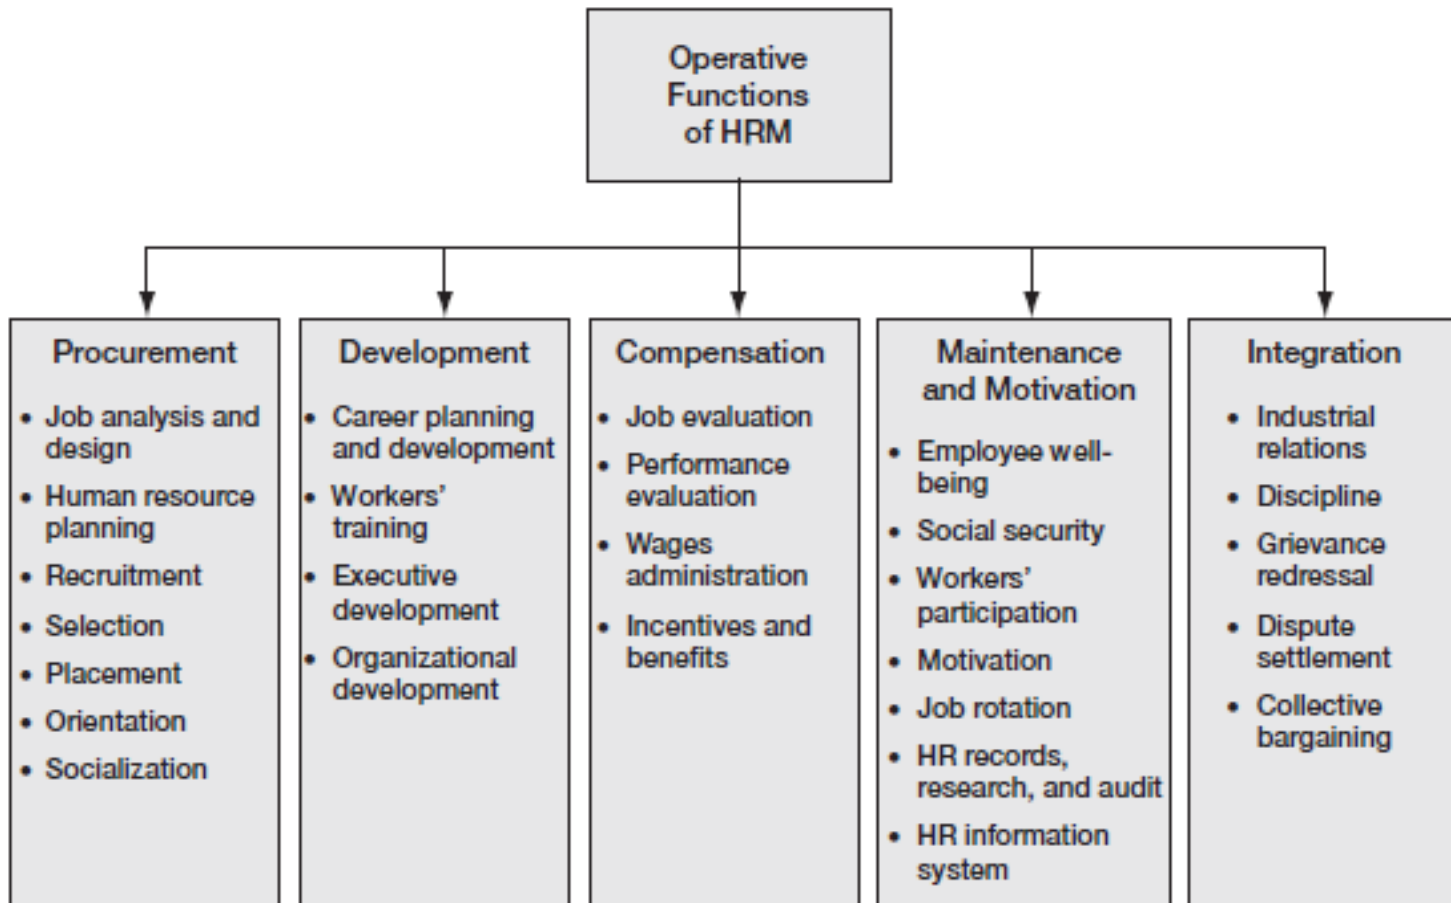 Operative
Functions
of HRM
Procurement
• Job analysis and
design
• Human resource
planning
• Recruitment
• Selection
• Placement
• Orientation
• Socialization
Development
• Career planning
and development
• Workers’
training
• Executive
development
• Organizational
development
Compensation
• Job evaluation
• Performance
evaluation
• Wages
administration
• Incentives and
benefits
Maintenance
and Motivation
• Employee well-
being
• Social security
• Workers’
participation
• Motivation
• Job rotation
• HR records,
research, and audit
• HR information
system
Integration
• Industrial
relations
• Discipline
• Grievance
redressal
• Dispute
settlement
• Collective
bargaining